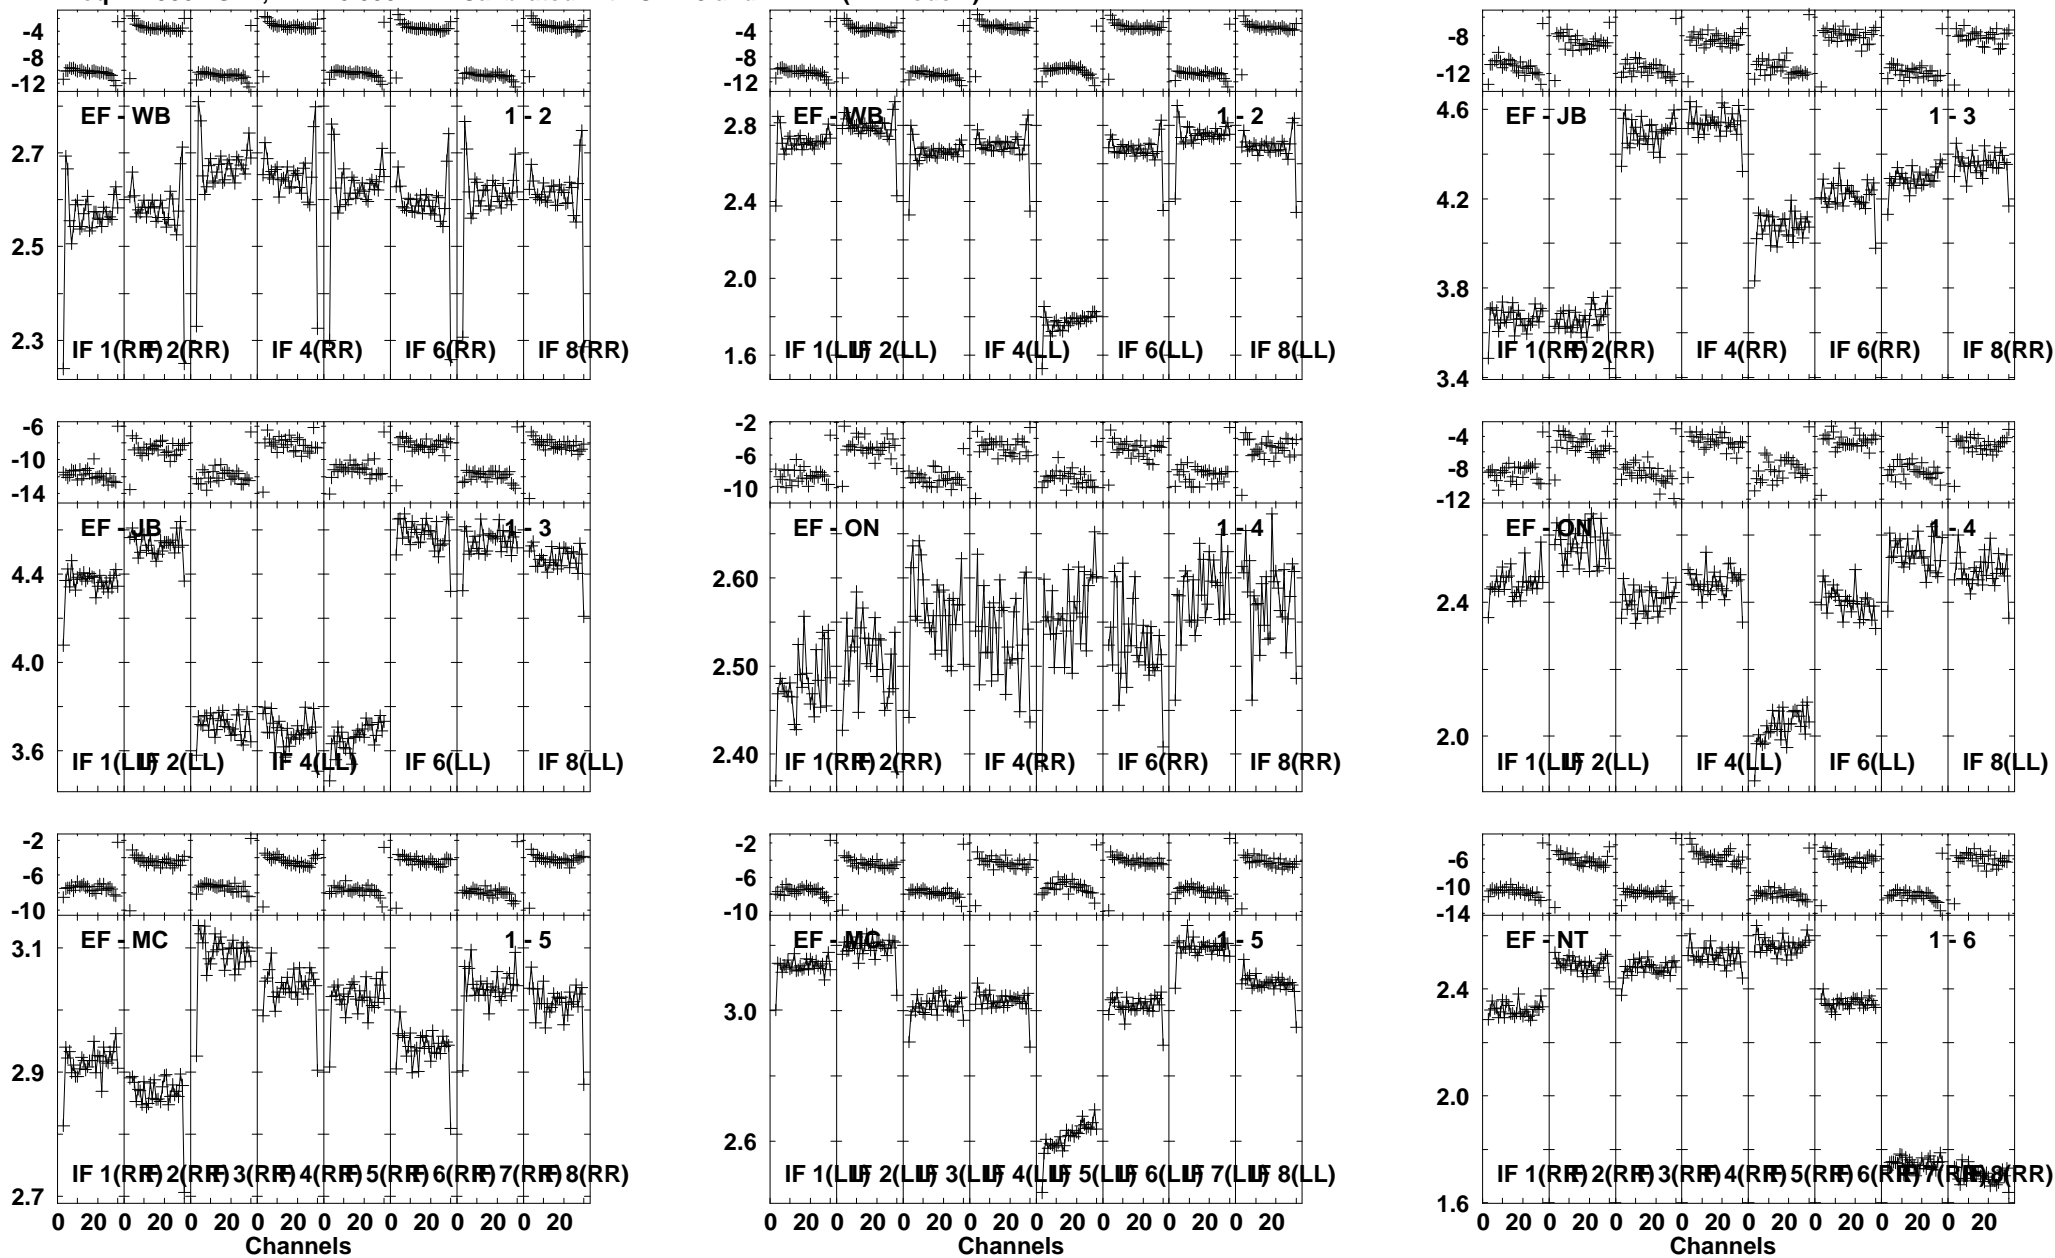 -4
-8
-12
EF - WB
1 - 2
2.7
2.5
2.3
IF 1(RR) IF 2(RR) IF 4(RR) IF 6(RR) IF 8(RR)
-4
-8
-12
EF - WB
1 - 2
2.8
2.4
2.0
1.6
IF 1(LL) IF 2(LL) IF 4(LL) IF 6(LL) IF 8(LL)
-8
-12
EF - JB
1 - 3
4.6
4.2
3.8
3.4
IF 1(RR) IF 2(RR) IF 4(RR) IF 6(RR) IF 8(RR)
-6
-10
-14
EF - JB
1 - 3
4.4
4.0
3.6
IF 1(LL) IF 2(LL) IF 4(LL) IF 6(LL) IF 8(LL)
-2
-6
-10
EF - ON
1 - 4
2.60
2.50
2.40
IF 1(RR) IF 2(RR) IF 4(RR) IF 6(RR) IF 8(RR)
-4
-8
-12
EF - ON
1 - 4
2.4
2.0
IF 1(LL) IF 2(LL) IF 4(LL) IF 6(LL) IF 8(LL)
-2
-6
-10
EF - MC
1 - 5
3.1
2.9
2.7
IF 1(RR) IF 2(RR) IF 3(RR) IF 4(RR) IF 5(RR) IF 6(RR) IF 7(RR) IF 8(RR)
0 20 0 20 0 20 0 20 0 20 0 20 0 20 0 20
Channels
-2
-6
-10
EF - MC
1 - 5
3.0
2.6
IF 1(LL) IF 2(LL) IF 3(LL) IF 4(LL) IF 5(LL) IF 6(LL) IF 7(LL) IF 8(LL)
0 20 0 20 0 20 0 20 0 20 0 20 0 20 0 20
Channels
-6
-10
-14
EF - NT
1 - 6
2.4
2.0
1.6
IF 1(RR) IF 2(RR) IF 3(RR) IF 4(RR) IF 5(RR) IF 6(RR) IF 7(RR) IF 8(RR)
0 20 0 20 0 20 0 20 0 20 0 20 0 20 0 20
Channels